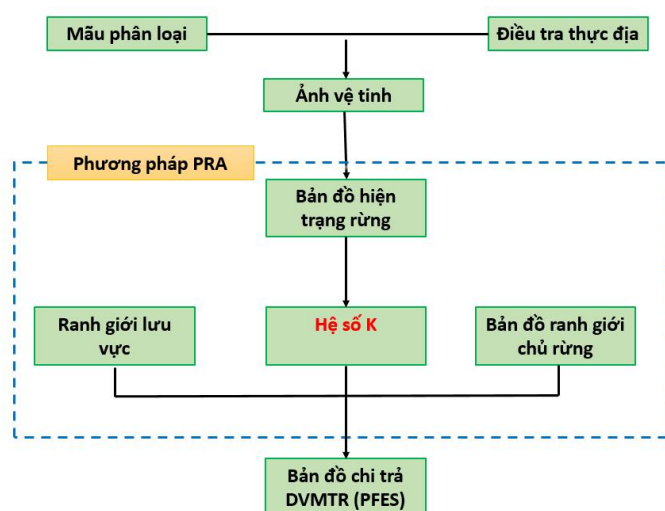 Mẫu phân loại
Điều tra thực địa
Ảnh vệ tinh
Phương pháp PRA
Bản đồ hiện
trạng rừng
Ranh giới lưu
vực
Hệ số K
Bản đồ ranh giới
chủ rừng
Bản đồ chi trả
DVMTR (PFES)